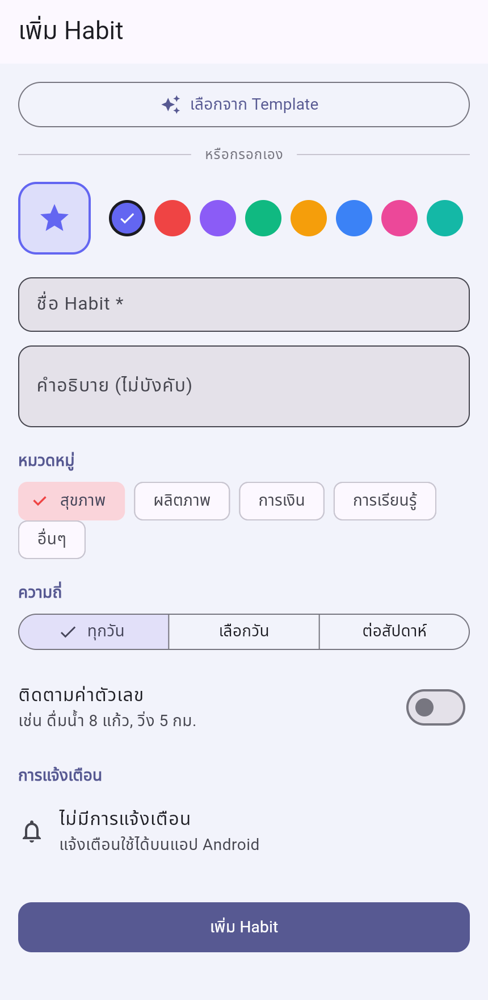 เพิ่ม Habit
เลือกจาก Template
หรือกรอกเอง
ชื่อ Habit *
คำอธิบาย (ไม่บังคับ)
หมวดหมู่
สุขภาพ ผลิตภาพ การเงิน การเรียนรู้
อื่นๆ
ความถี่
ทุกวัน เลือกวัน ต่อสัปดาห์
ติดตามค่าตัวเลข
เช่น ดื่มน้ำ 8 แก้ว, วิ่ง 5 กม.
การแจ้งเตือน
ไม่มีการแจ้งเตือน
แจ้งเตือนใช้ได้บนแอป Android
เพิ่ม Habit